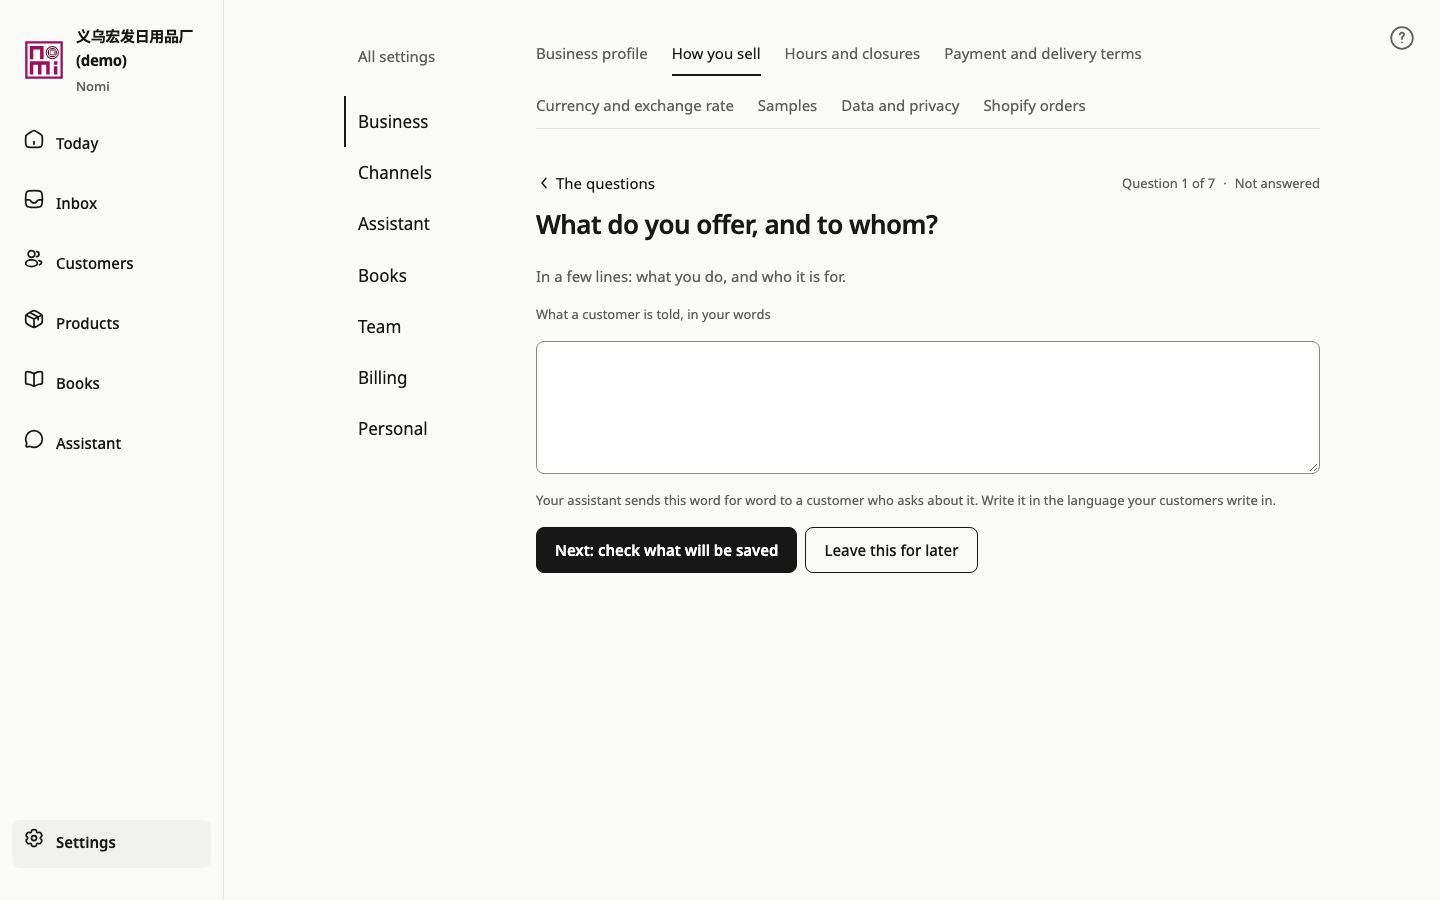 义乌宏发日用品厂
(demo)
Nomi
Today
Inbox
Customers
Products
Books
Assistant
Settings
All settings
Business
Channels
Assistant
Books
Team
Billing
Personal
Business profile How you sell Hours and closures Payment and delivery terms
Currency and exchange rate Samples Data and privacy Shopify orders
The questions
Question 1 of 7 · Not answered
What do you offer, and to whom?
In a few lines: what you do, and who it is for.
What a customer is told, in your words
Your assistant sends this word for word to a customer who asks about it. Write it in the language your customers write in.
Next: check what will be saved
Leave this for later